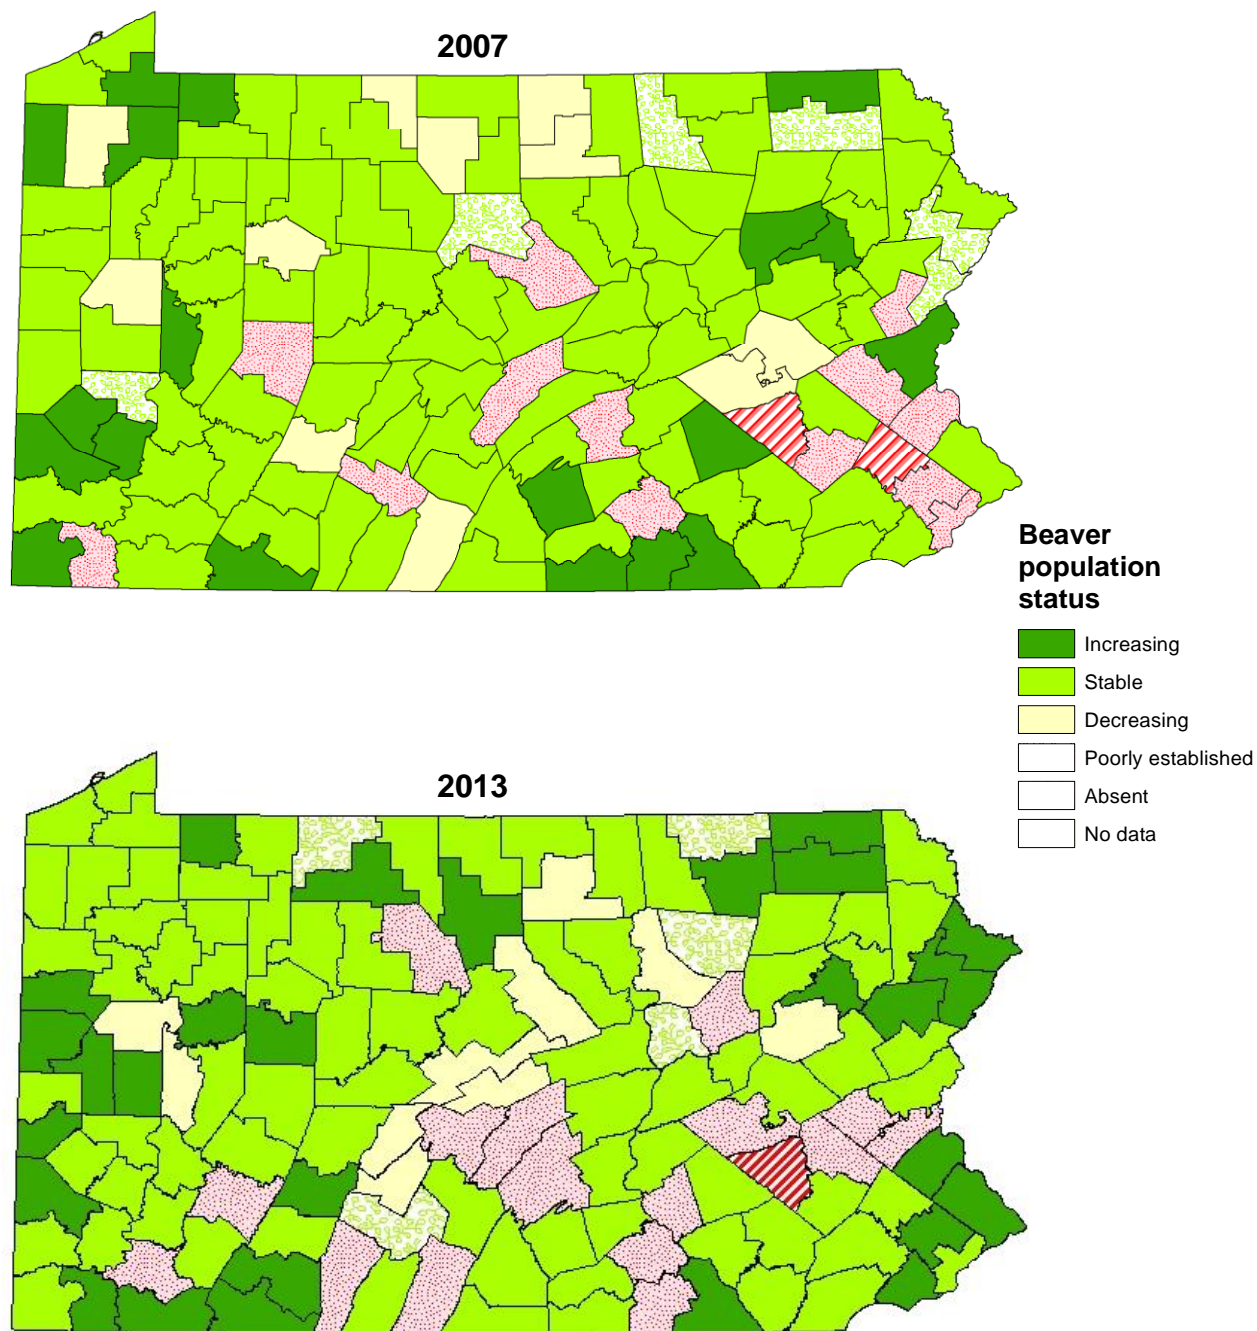 2007
Beaver
population
status
Increasing
Stable
Decreasing
Poorly established
Absent
No data
2013